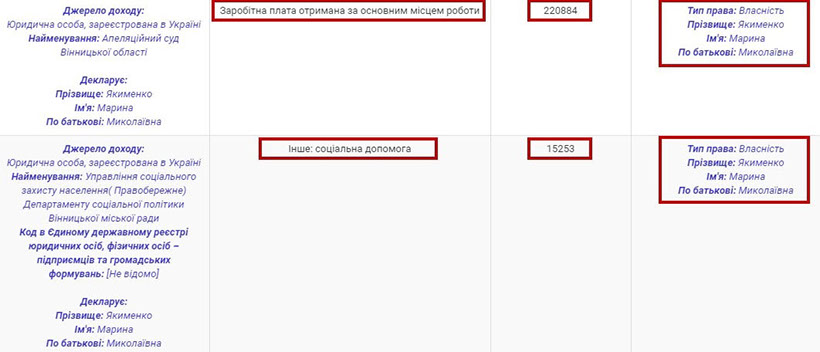 Джерело доходу:
Юридична особа, зареєстрована в Україні
Найменування: Апеляційний суд
Вінницької області
Декларує:
Прізвище: Якименко
Ім'я: Марина
По батькові: Миколаївна
Заробітна плата отримана за основним місцем роботи
220884
Тип права: Власність
Прізвище: Якименко
Ім'я: Марина
По батькові: Миколаївна
Джерело доходу:
Юридична особа, зареєстрована в Україні
Найменування: Управління соціального
захисту населення( Правобережне)
Департаменту соціальної політики
Вінницької міської ради
Код в Єдиному державному реєстрі
юридичних осіб, фізичних осіб –
підприємців та громадських
формувань: [Не відомо]
Декларує:
Прізвище: Якименко
Ім'я: Марина
По батькові: Миколаївна
Інше: соціальна допомога
15253
Тип права: Власність
Прізвище: Якименко
Ім'я: Марина
По батькові: Миколаївна